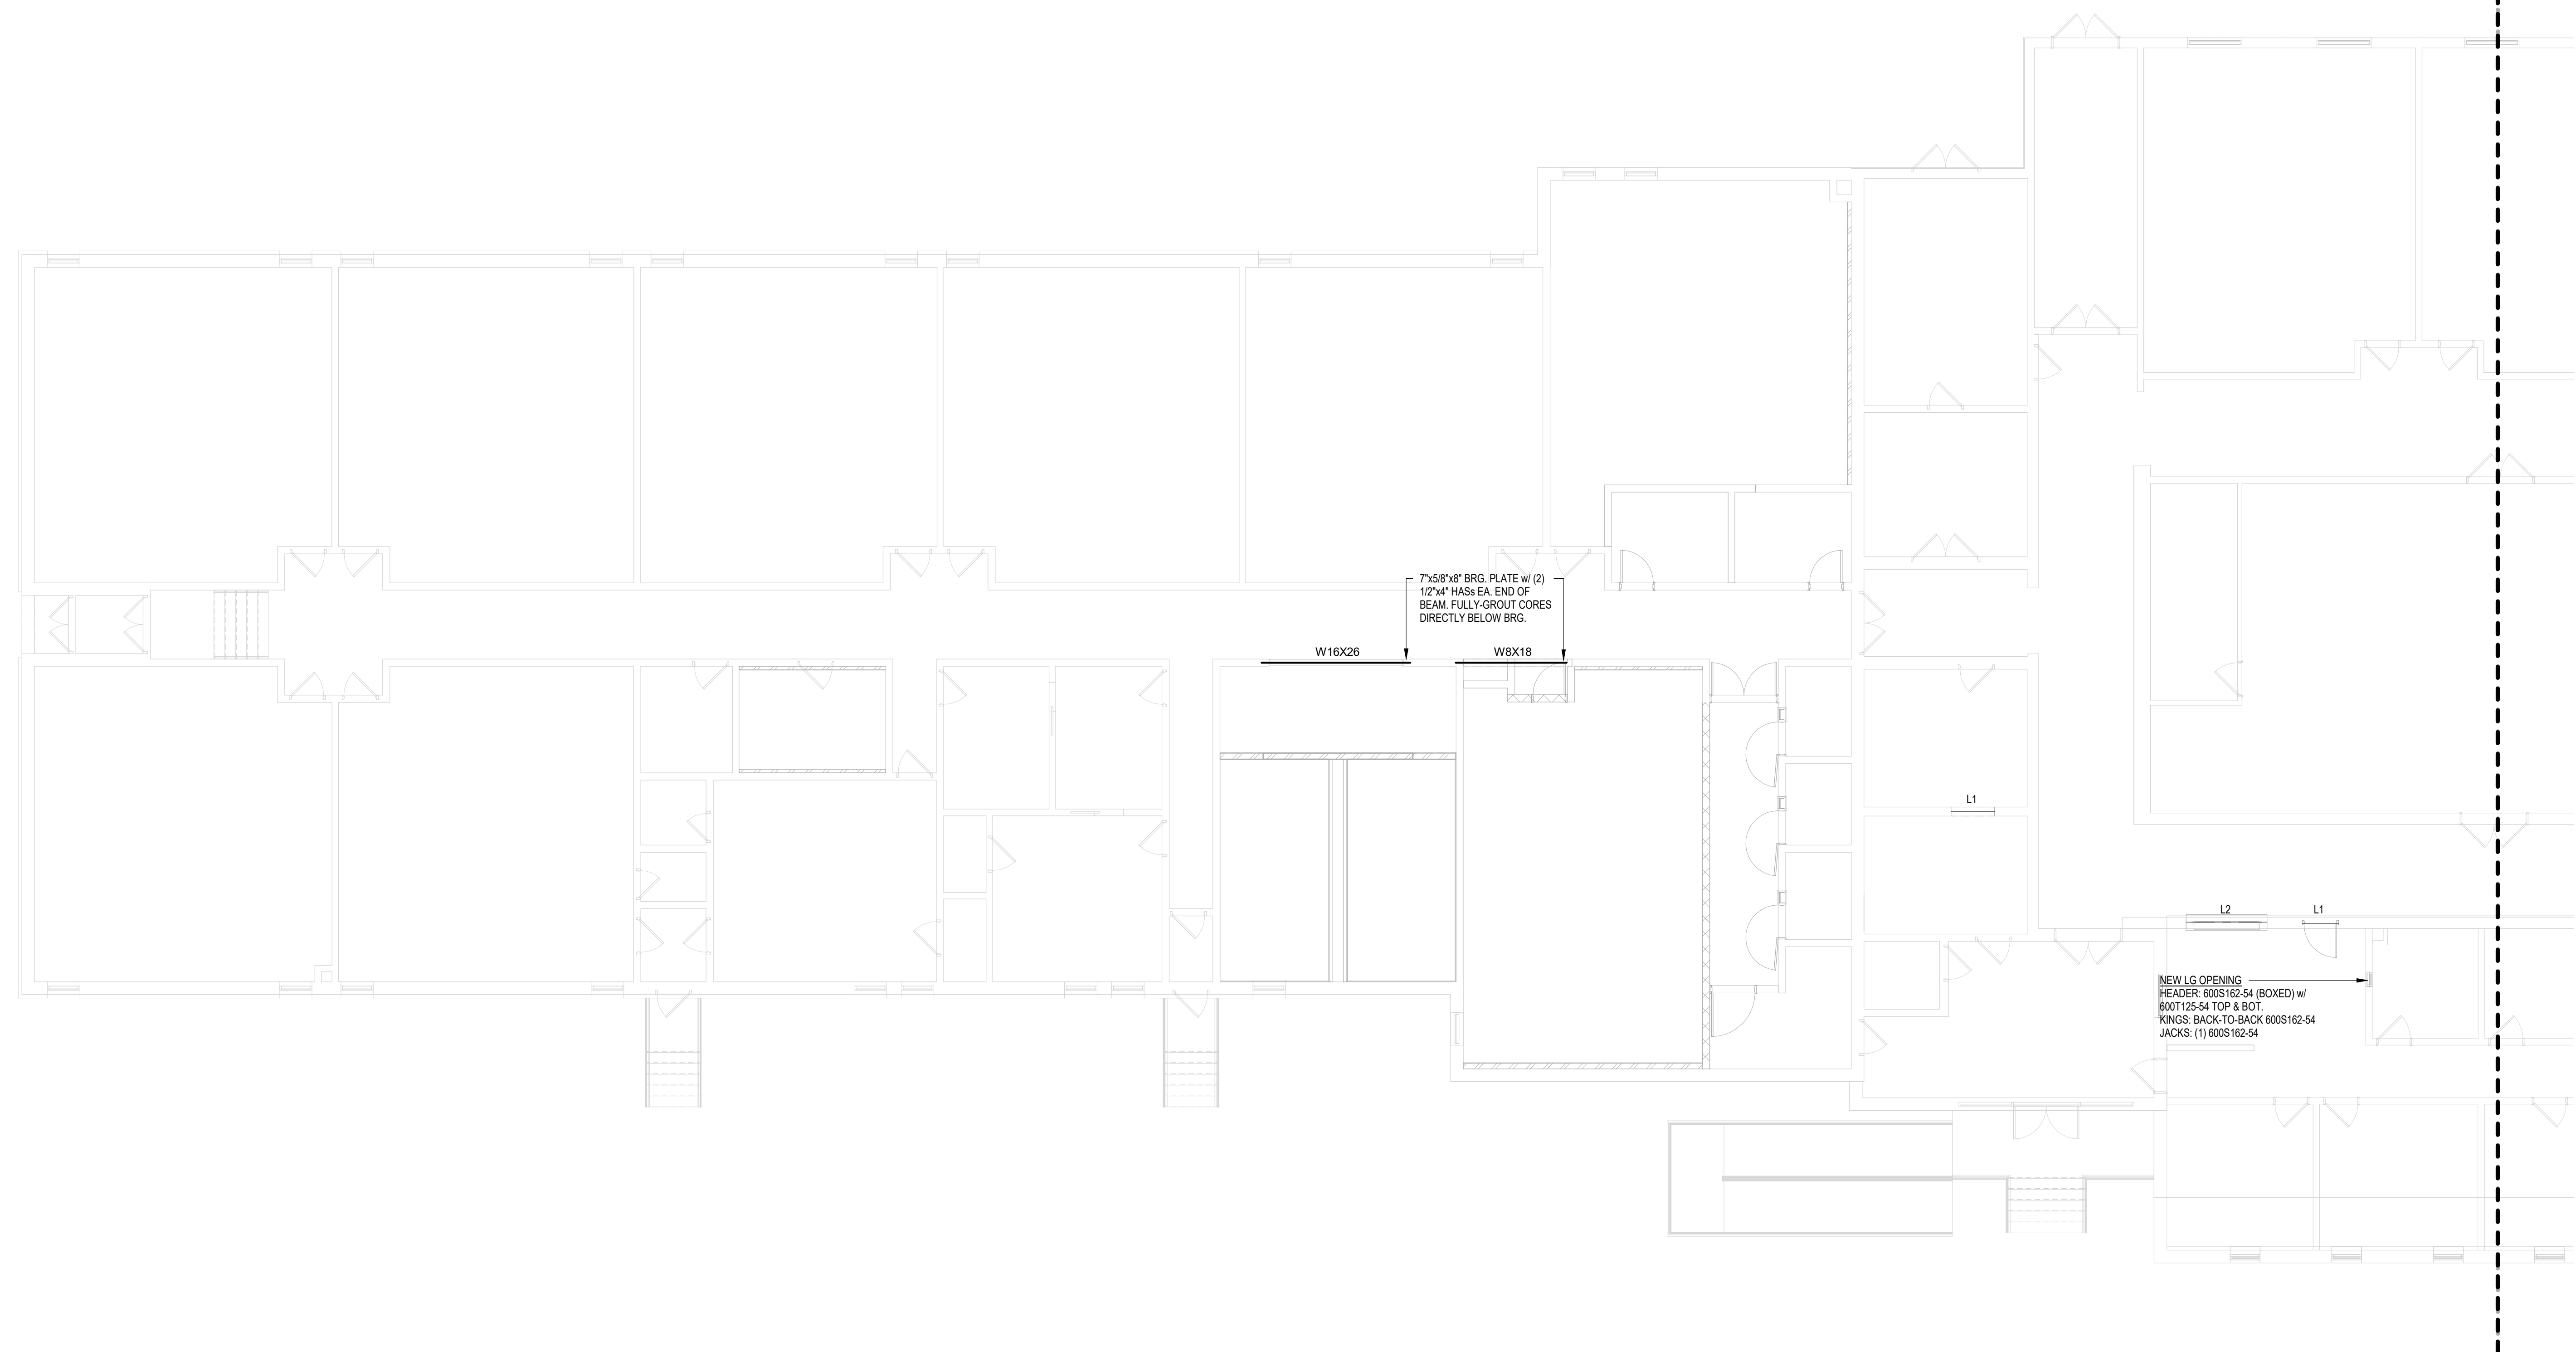 7"x5/8"x8" BRG. PLATE w/ (2)
1/2"x4" HASs EA. END OF
BEAM. FULLY-GROUT CORES
DIRECTLY BELOW BRG.
W16X26
W8X18
L1
L2
L1
NEW LG OPENING
HEADER: 600S162-54 (BOXED) w/
600T125-54 TOP & BOT.
KINGS: BACK-TO-BACK 600S162-54
JACKS: (1) 600S162-54